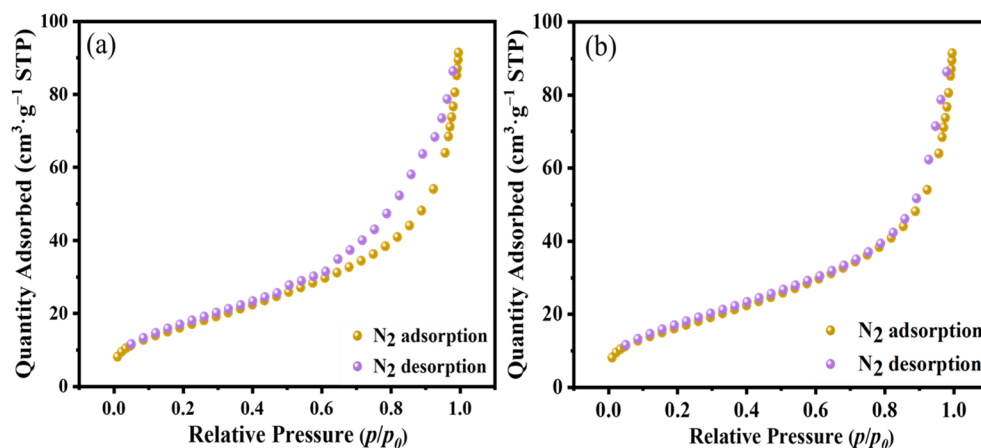 (a)
Quantity Adsorbed (cm³·g⁻¹ STP)
100
80
60
40
20
0
0.0 0.2 0.4 0.6 0.8 1.0
Relative Pressure (p/p₀)
N₂ adsorption
N₂ desorption
(b)
Quantity Adsorbed (cm³·g⁻¹ STP)
100
80
60
40
20
0
0.0 0.2 0.4 0.6 0.8 1.0
Relative Pressure (p/p₀)
N₂ adsorption
N₂ desorption